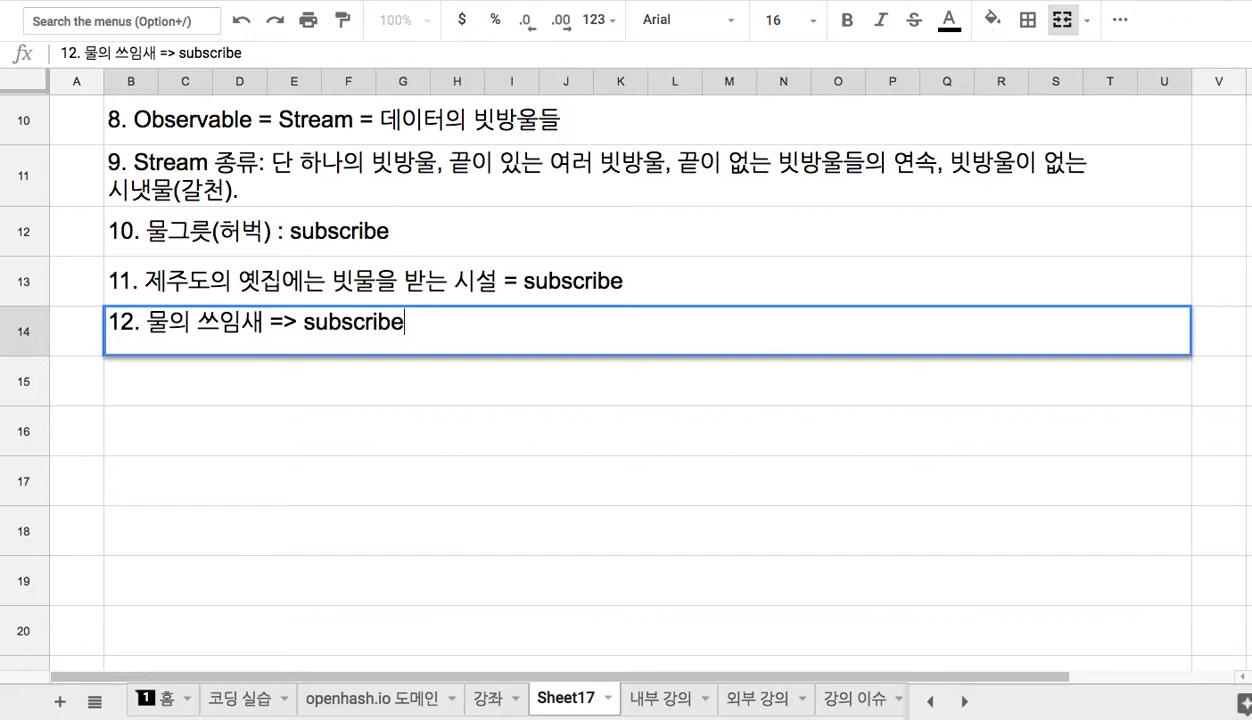 Search the menus (Option+/)
100%
$ % .0 .00 123
Arial
16
B I S A
fx 12. 물의 쓰임새 => subscribe
A B C D E F G H I J K L M N O P Q R S T U V
10 8. Observable = Stream = 데이터의 빗방울들
11 9. Stream 종류: 단 하나의 빗방울, 끝이 있는 여러 빗방울, 끝이 없는 빗방울들의 연속, 빗방울이 없는
시냇물(갈천).
12 10. 물그릇(허벅) : subscribe
13 11. 제주도의 옛집에는 빗물을 받는 시설 = subscribe
14 12. 물의 쓰임새 => subscribe
15
16
17
18
19
20
+ 1 홈 코딩 실습 openhash.io 도메인 강좌 Sheet17 내부 강의 외부 강의 강의 이슈